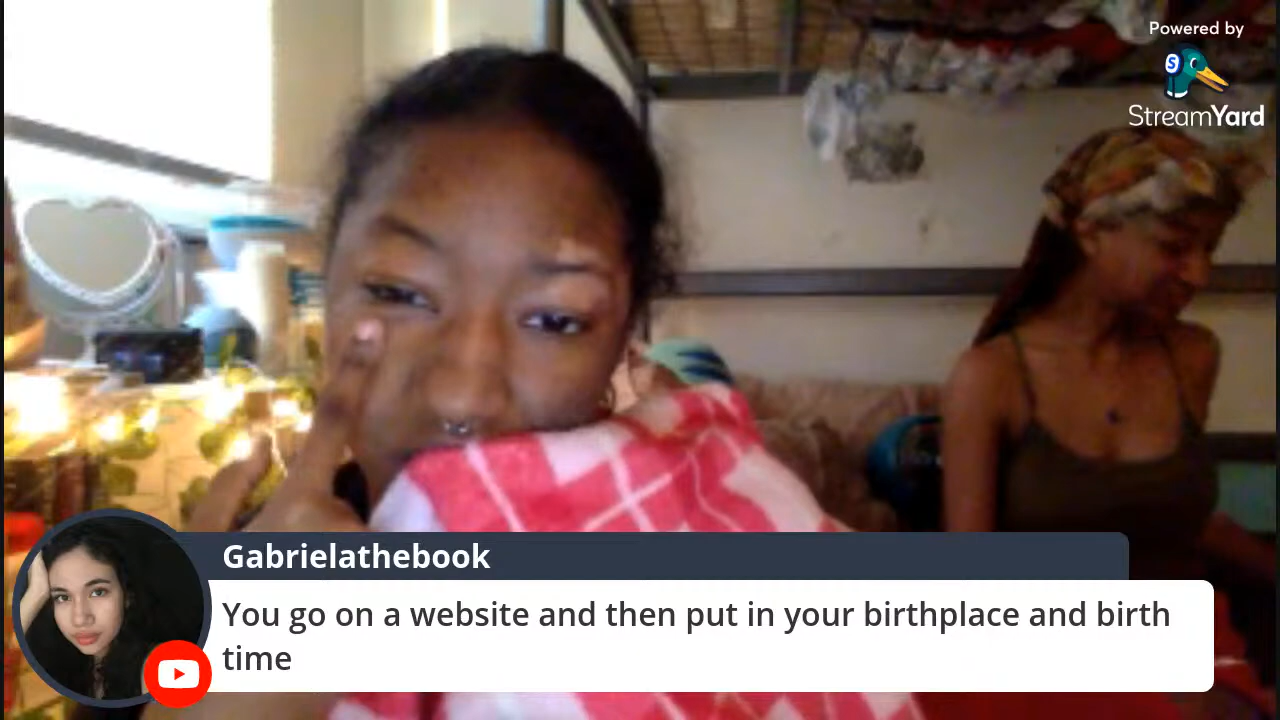 Powered by
StreamYard
Gabrielathebook
You go on a website and then put in your birthplace and birth
time